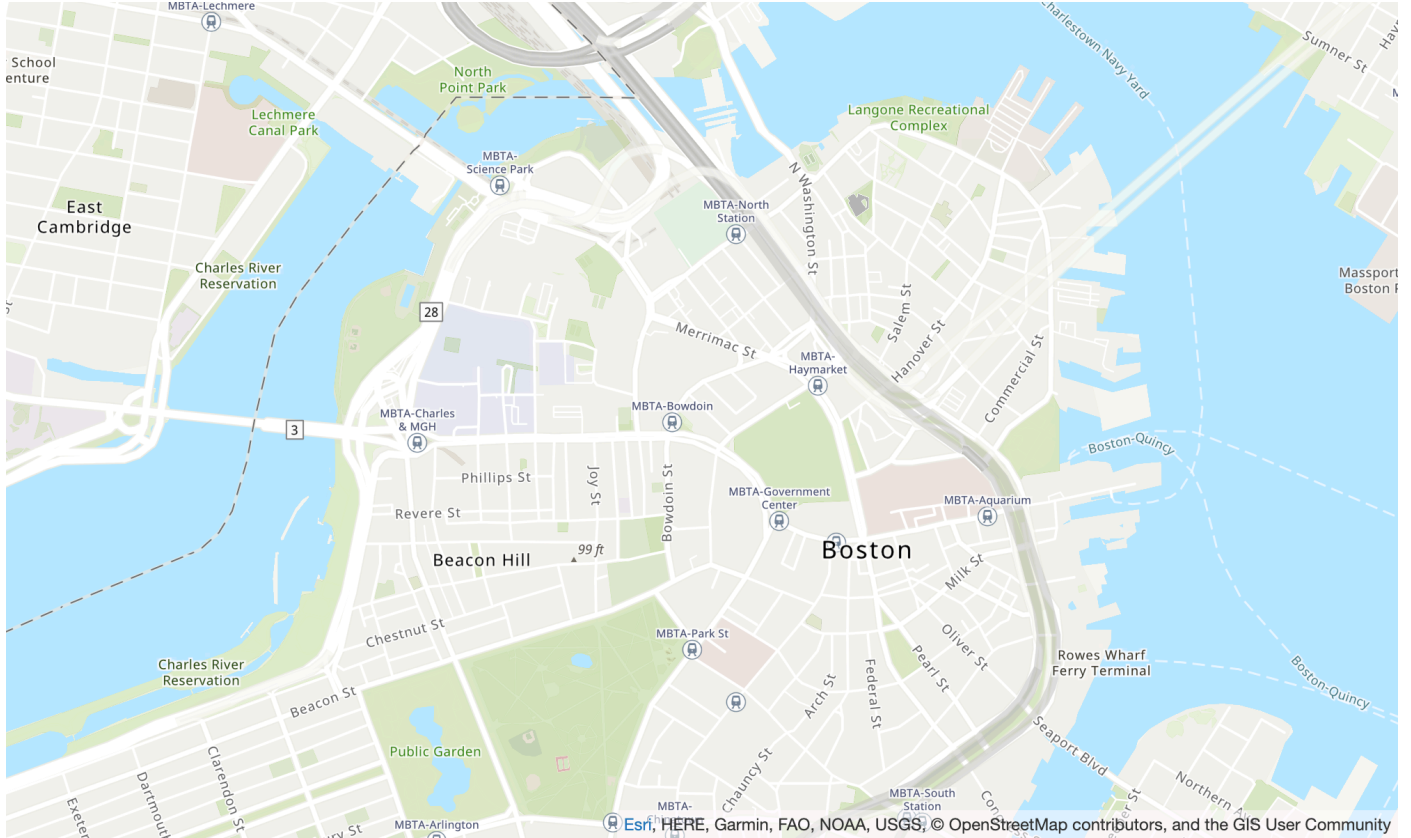 MBTA-Lechmere
Charlestown Navy Yard
Sumner St
School
enture
North
Point Park
Lechmere
Canal Park
Langone Recreational
Complex
MBTA-
Science Park
N Washington St
East
Cambridge
MBTA-North
Station
Charles River
Reservation
Massport
Boston
28
Salem St
Merrimac St
Hanover St
Commercial St
MBTA-
Haymarket
MBTA-Charles
& MGH
MBTA-Bowdoin
3
Boston-Quincy
Phillips St
Joy St
Bowdoin St
MBTA-Government
Center
MBTA-Aquarium
Revere St
Boston
Beacon Hill
99 ft
Milk St
Chestnut St
MBTA-Park St
Oliver St
Pearl St
Rowes Wharf
Ferry Terminal
Charles River
Reservation
Boston-Quincy
Beacon St
Arch St
Federal St
Public Garden
Seaport Blvd
Clarendon St
Dartmouth
Exeter
Chauncy St
Northern
MBTA-South
Station
MBTA-
MBTA-Arlington
Esri, HERE, Garmin, FAO, NOAA, USGS, © OpenStreetMap contributors, and the GIS User Community